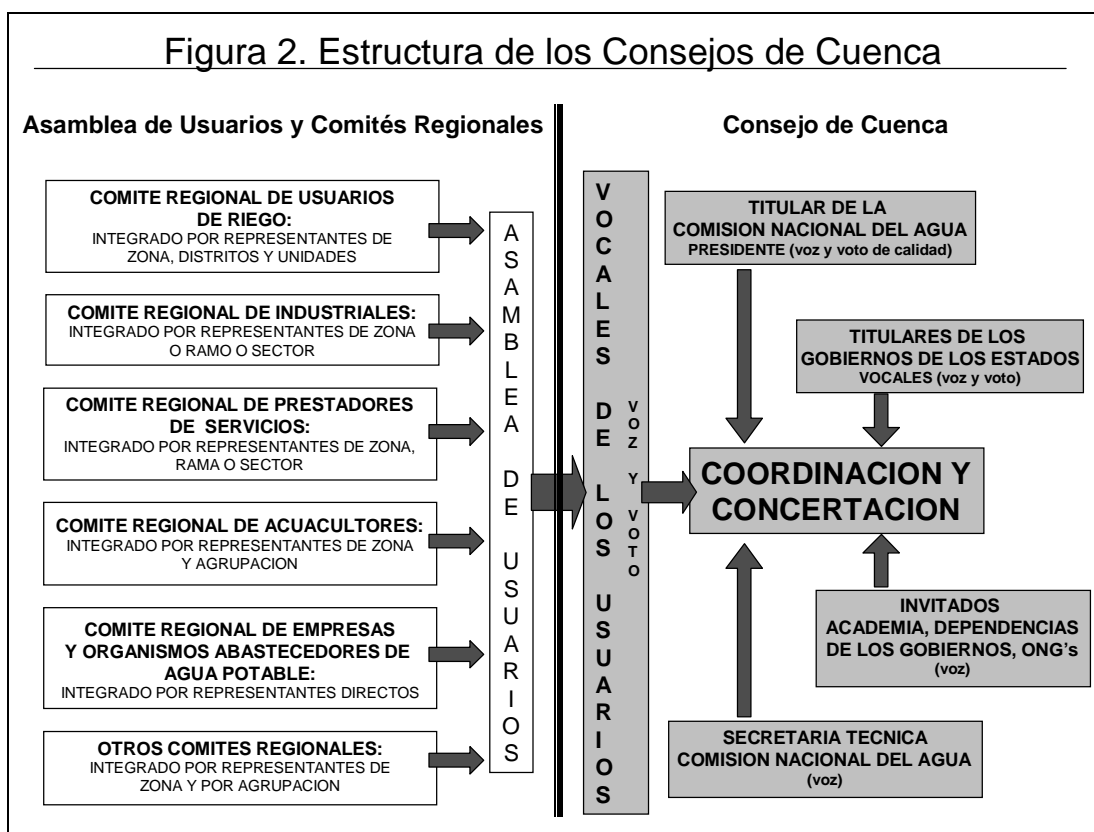 Figura 2. Estructura de los Consejos de Cuenca
Asamblea de Usuarios y Comités Regionales
COMITE REGIONAL DE USUARIOS
DE RIEGO:
INTEGRADO POR REPRESENTANTES DE
ZONA, DISTRITOS Y UNIDADES
COMITE REGIONAL DE INDUSTRIALES:
INTEGRADO POR REPRESENTANTES DE ZONA
O RAMO O SECTOR
COMITE REGIONAL DE PRESTADORES
DE SERVICIOS:
INTEGRADO POR REPRESENTANTES DE ZONA,
RAMA O SECTOR
COMITE REGIONAL DE ACUACULTORES:
INTEGRADO POR REPRESENTANTES DE ZONA
Y AGRUPACION
COMITE REGIONAL DE EMPRESAS
Y ORGANISMOS ABASTECEDORES DE
AGUA POTABLE:
INTEGRADO POR REPRESENTANTES DIRECTOS
OTROS COMITES REGIONALES:
INTEGRADO POR REPRESENTANTES DE
ZONA Y POR AGRUPACION
ASAMBLEA DE USUARIOS
Consejo de Cuenca
VOCALES DE LOS USUARIOS
VOZ Y VOTO
TITULAR DE LA
COMISION NACIONAL DEL AGUA
PRESIDENTE (voz y voto de calidad)
TITULARES DE LOS
GOBIERNOS DE LOS ESTADOS
VOCALES (voz y voto)
COORDINACION Y
CONCERTACION
INVITADOS
ACADEMIA, DEPENDENCIAS
DE LOS GOBIERNOS, ONG's
(voz)
SECRETARIA TECNICA
COMISION NACIONAL DEL AGUA
(voz)